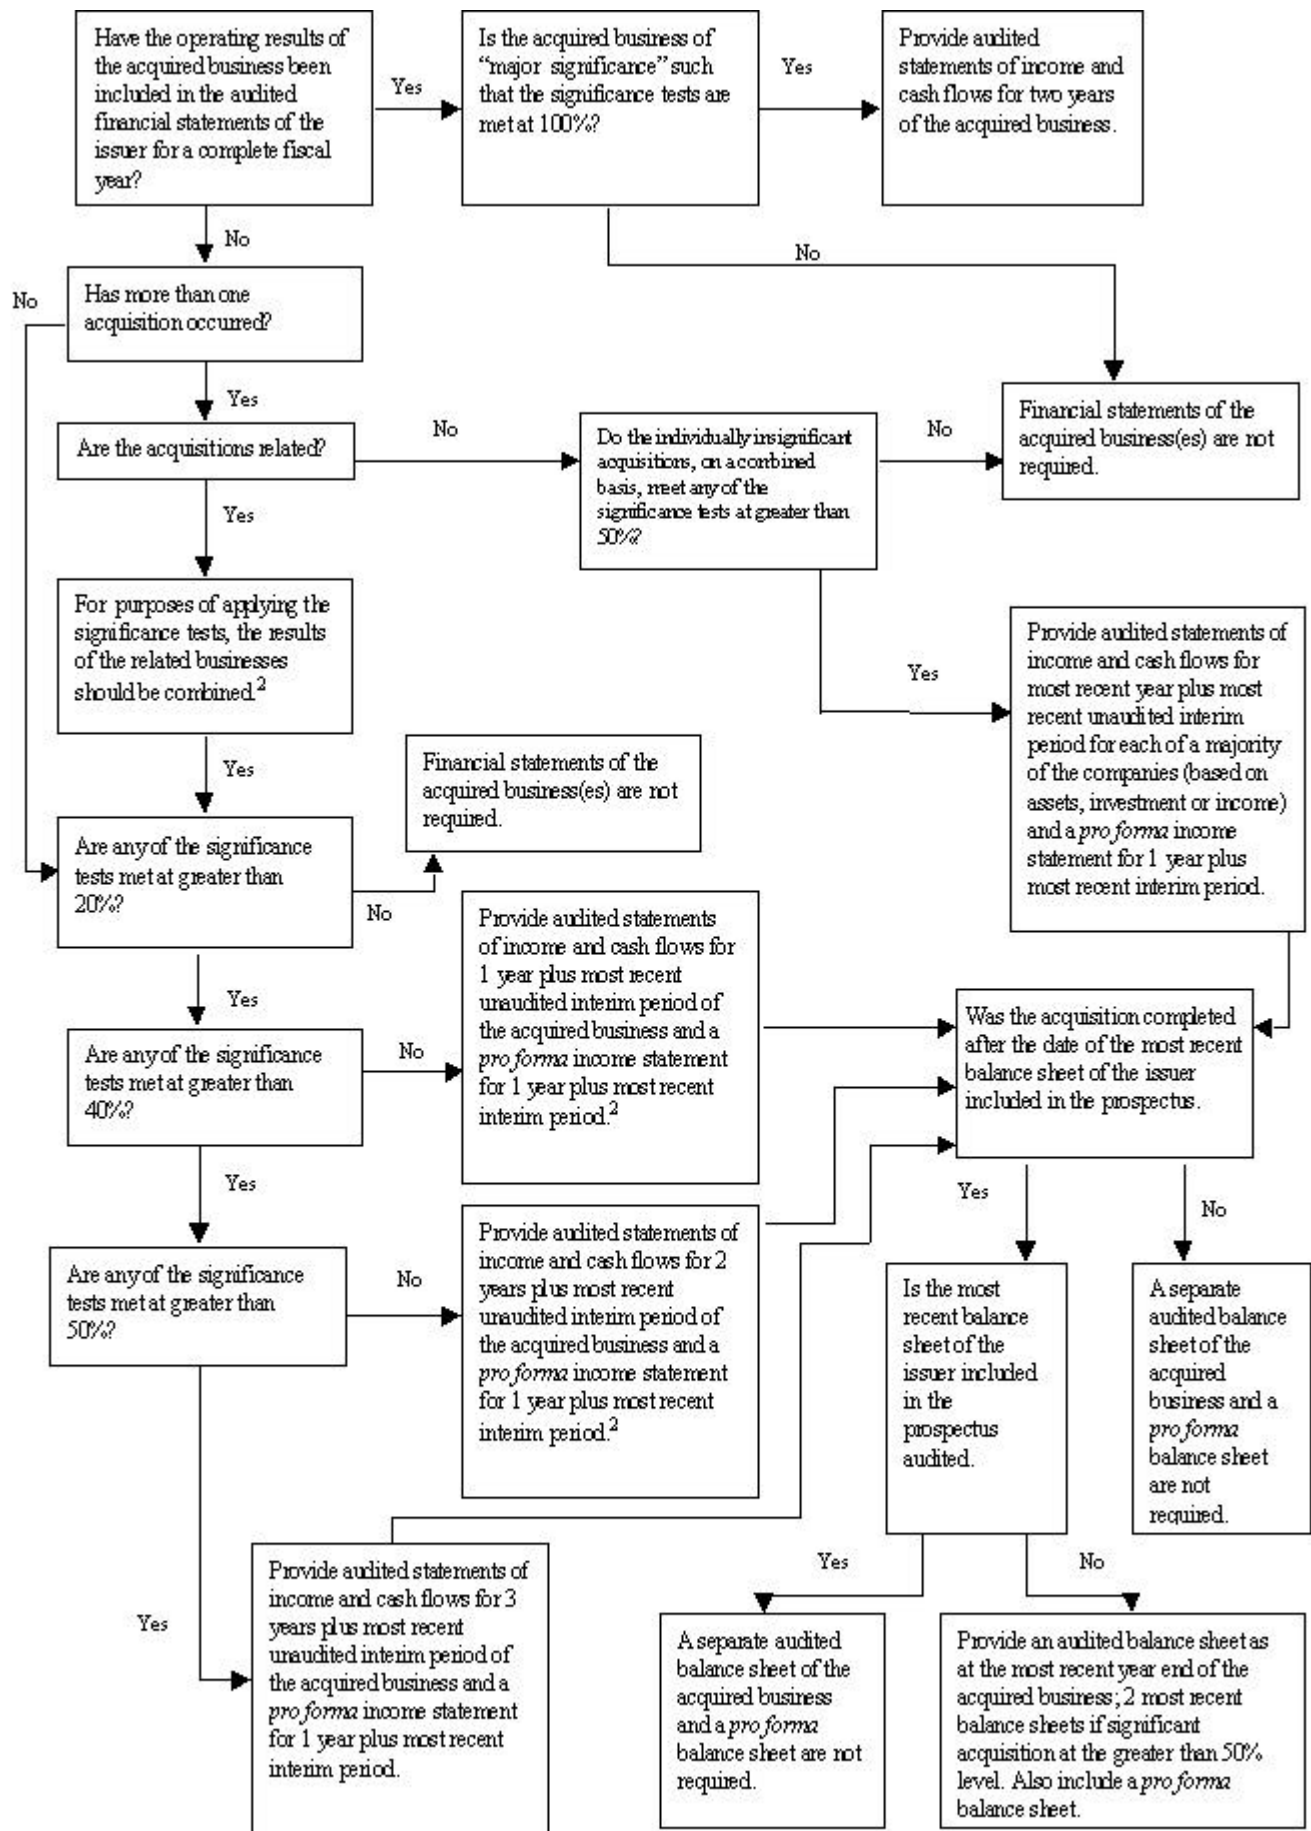 Have the operating results of
the acquired business been
included in the audited
financial statements of the
issuer for a complete fiscal
year?
Yes
Is the acquired business of
“major significance” such
that the significance tests are
met at 100%?
Yes
Provide audited
statements of income and
cash flows for two years
of the acquired business.
No
No
No
Has more than one
acquisition occurred?
Yes
Are the acquisitions related?
No
Do the individually insignificant
acquisitions, on a combined
basis, meet any of the
significance tests at greater than
50%?
No
Financial statements of the
acquired business(es) are not
required.
Yes
For purposes of applying the
significance tests, the results
of the related businesses
should be combined.2
Yes
Provide audited statements of
income and cash flows for
most recent year plus most
recent unaudited interim
period for each of a majority
of the companies (based on
assets, investment or income)
and a pro forma income
statement for 1 year plus
most recent interim period.
Yes
Financial statements of the
acquired business(es) are not
required.
Are any of the significance
tests met at greater than
20%?
No
Provide audited statements
of income and cash flows for
1 year plus most recent
unaudited interim period of
the acquired business and a
pro forma income statement
for 1 year plus most recent
interim period.2
Yes
Are any of the significance
tests met at greater than
40%?
No
Was the acquisition completed
after the date of the most recent
balance sheet of the issuer
included in the prospectus.
Yes
Yes
No
Provide audited statements of
income and cash flows for 2
years plus most recent
unaudited interim period of
the acquired business and a
pro forma income statement
for 1 year plus most recent
interim period.2
Are any of the significance
tests met at greater than
50%?
No
Is the most
recent balance
sheet of the
issuer included
in the
prospectus
audited.
A separate
audited balance
sheet of the
acquired
business and a
pro forma
balance sheet
are not
required.
Yes
Provide audited statements of
income and cash flows for 3
years plus most recent
unaudited interim period of
the acquired business and a
pro forma income statement
for 1 year plus most recent
interim period.
Yes
No
A separate audited
balance sheet of the
acquired business
and a pro forma
balance sheet are not
required.
Provide an audited balance sheet as
at the most recent year end of the
acquired business; 2 most recent
balance sheets if significant
acquisition at the greater than 50%
level. Also include a pro forma
balance sheet.